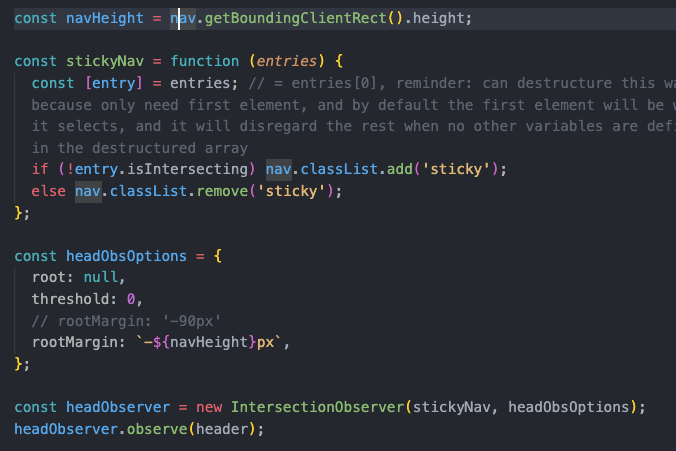 const navHeight = nav.getBoundingClientRect().height;
const stickyNav = function (entries) {
const [entry] = entries; // = entries[0], reminder: can destructure this
because only need first element, and by default the first element will be
it selects, and it will disregard the rest when no other variables are
in the destructured array
if (!entry.isIntersecting) nav.classList.add('sticky');
else nav.classList.remove('sticky');
};
const headObsOptions = {
root: null,
threshold: 0,
// rootMargin: '-90px'
rootMargin: `-${navHeight}px`,
};
const headObserver = new IntersectionObserver(stickyNav, headObsOptions);
headObserver.observe(header);